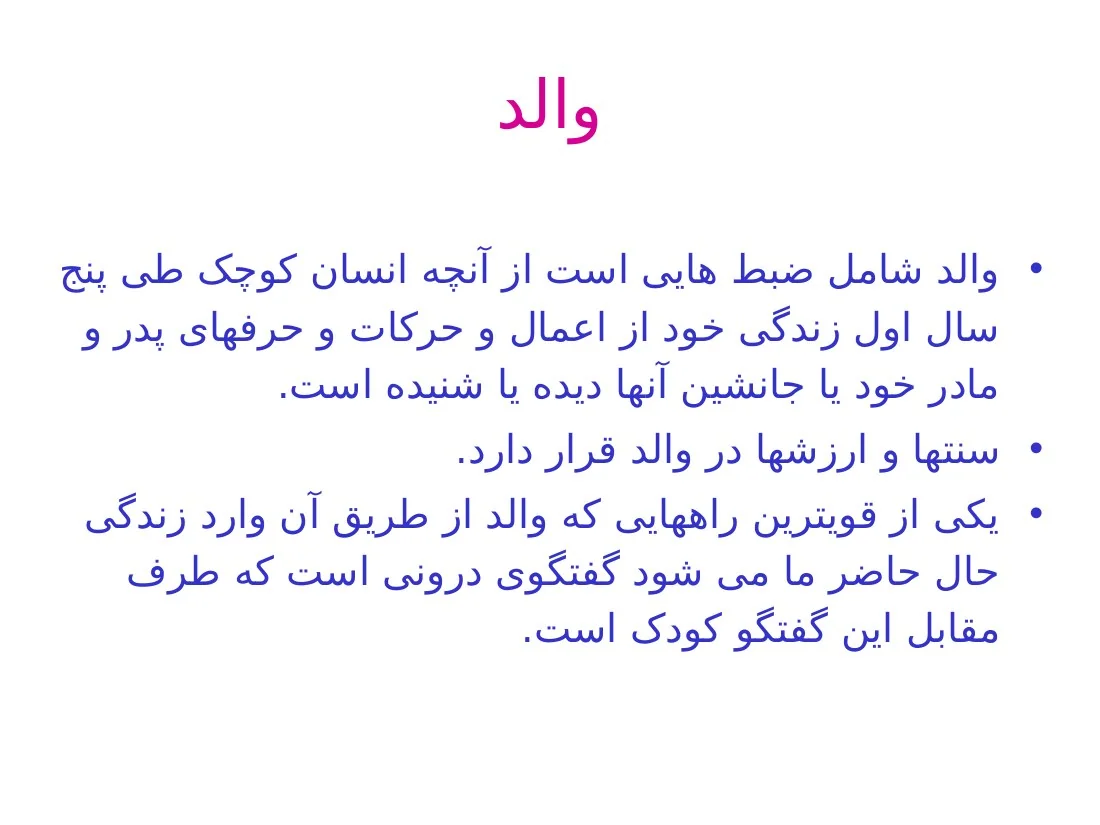 والد
• والد شامل ضبط هایی است از آنچه انسان کوچک طی پنج
سال اول زندگی خود از اعمال و حرکات و حرفهای پدر و
مادر خود یا جانشین آنها دیده یا شنیده است.
• سنتها و ارزشها در والد قرار دارد.
• یکی از قویترین راههایی که والد از طریق آن وارد زندگی
حال حاضر ما می شود گفتگوی درونی است که طرف
مقابل این گفتگو کودک است.